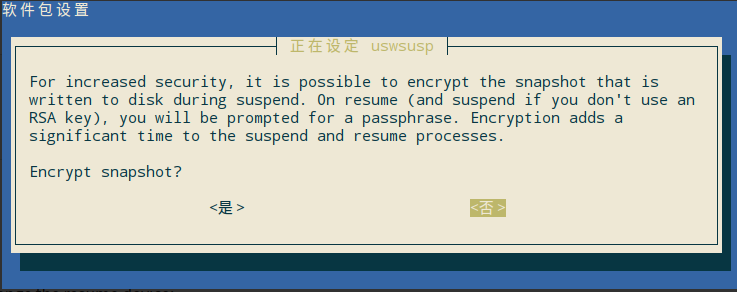 软件包设置
正在设定 uswsusp
For increased security, it is possible to encrypt the snapshot that is
written to disk during suspend. On resume (and suspend if you don't use an
RSA key), you will be prompted for a passphrase. Encryption adds a
significant time to the suspend and resume processes.
Encrypt snapshot?
<是> <否>